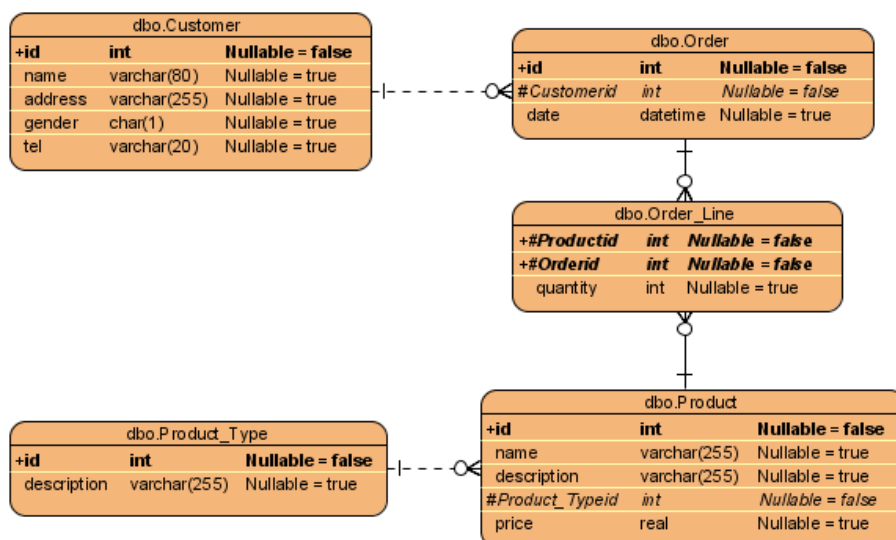 dbo.Customer
+id int Nullable = false
name varchar(80) Nullable = true
address varchar(255) Nullable = true
gender char(1) Nullable = true
tel varchar(20) Nullable = true
dbo.Order
+id int Nullable = false
#Customerid int Nullable = false
date datetime Nullable = true
dbo.Order_Line
+#Productid int Nullable = false
+#Orderid int Nullable = false
quantity int Nullable = true
dbo.Product_Type
+id int Nullable = false
description varchar(255) Nullable = true
dbo.Product
+id int Nullable = false
name varchar(255) Nullable = true
description varchar(255) Nullable = true
#Product_Typeid int Nullable = false
price real Nullable = true